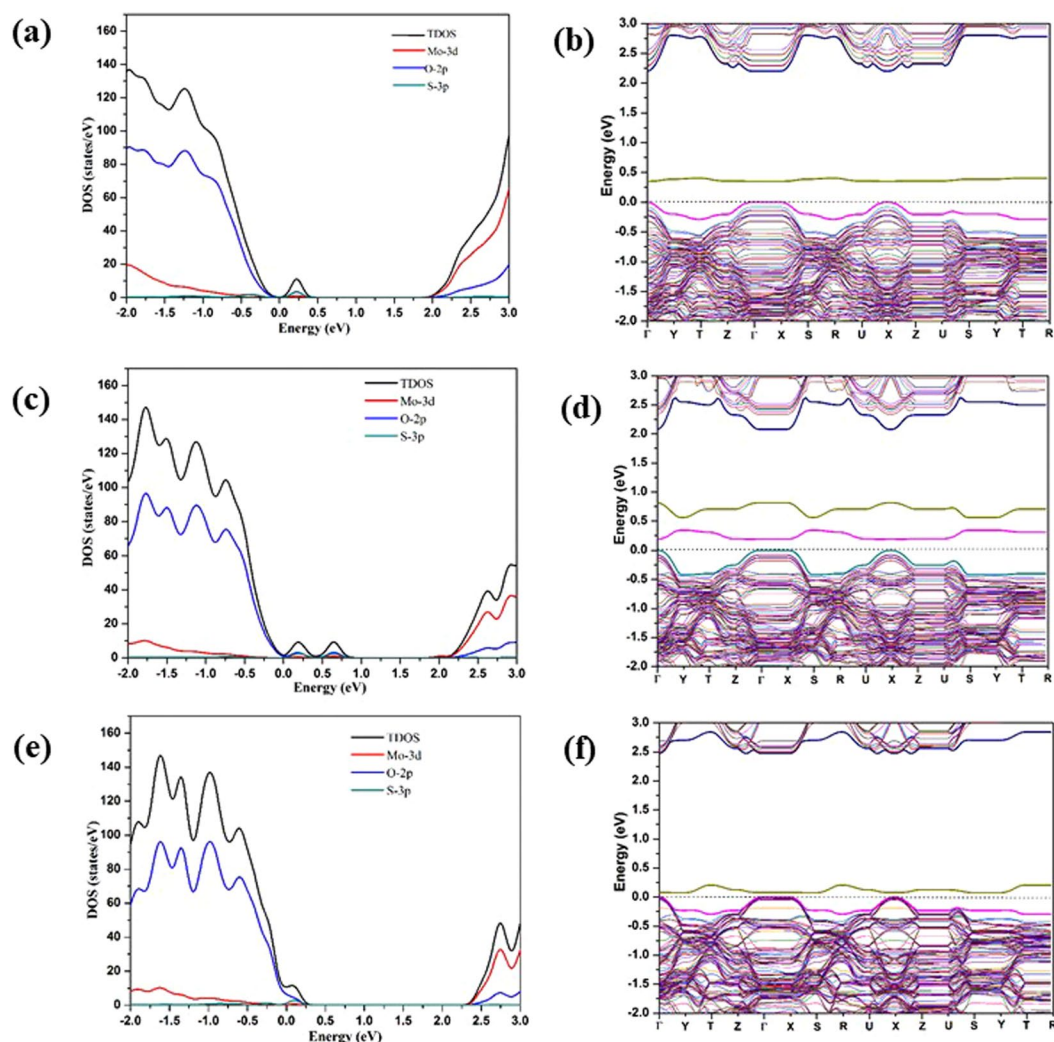 (a)
160
140
120
100
80
60
40
20
0
DOS (states/eV)
TDOS
Mo-3d
O-2p
S-3p
-2.0 -1.5 -1.0 -0.5 0.0 0.5 1.0 1.5 2.0 2.5 3.0
Energy (eV)
(b)
3.0
2.5
2.0
1.5
1.0
0.5
0.0
-0.5
-1.0
-1.5
-2.0
Energy (eV)
Γ Y T Z Γ X S R U X Z U S Y T R
(c)
160
140
120
100
80
60
40
20
0
DOS (states/eV)
TDOS
Mo-3d
O-2p
S-3p
-2.0 -1.5 -1.0 -0.5 0.0 0.5 1.0 1.5 2.0 2.5 3.0
Energy (eV)
(d)
3.0
2.5
2.0
1.5
1.0
0.5
0.0
-0.5
-1.0
-1.5
-2.0
Energy (eV)
Γ Y T Z Γ X S R U X Z U S Y T R
(e)
160
140
120
100
80
60
40
20
0
DOS (states/eV)
TDOS
Mo-3d
O-2p
S-3p
-2.0 -1.5 -1.0 -0.5 0.0 0.5 1.0 1.5 2.0 2.5 3.0
Energy (eV)
(f)
3.0
2.5
2.0
1.5
1.0
0.5
0.0
-0.5
-1.0
-1.5
-2.0
Energy (eV)
Γ Y T Z Γ X S R U X Z U S Y T R